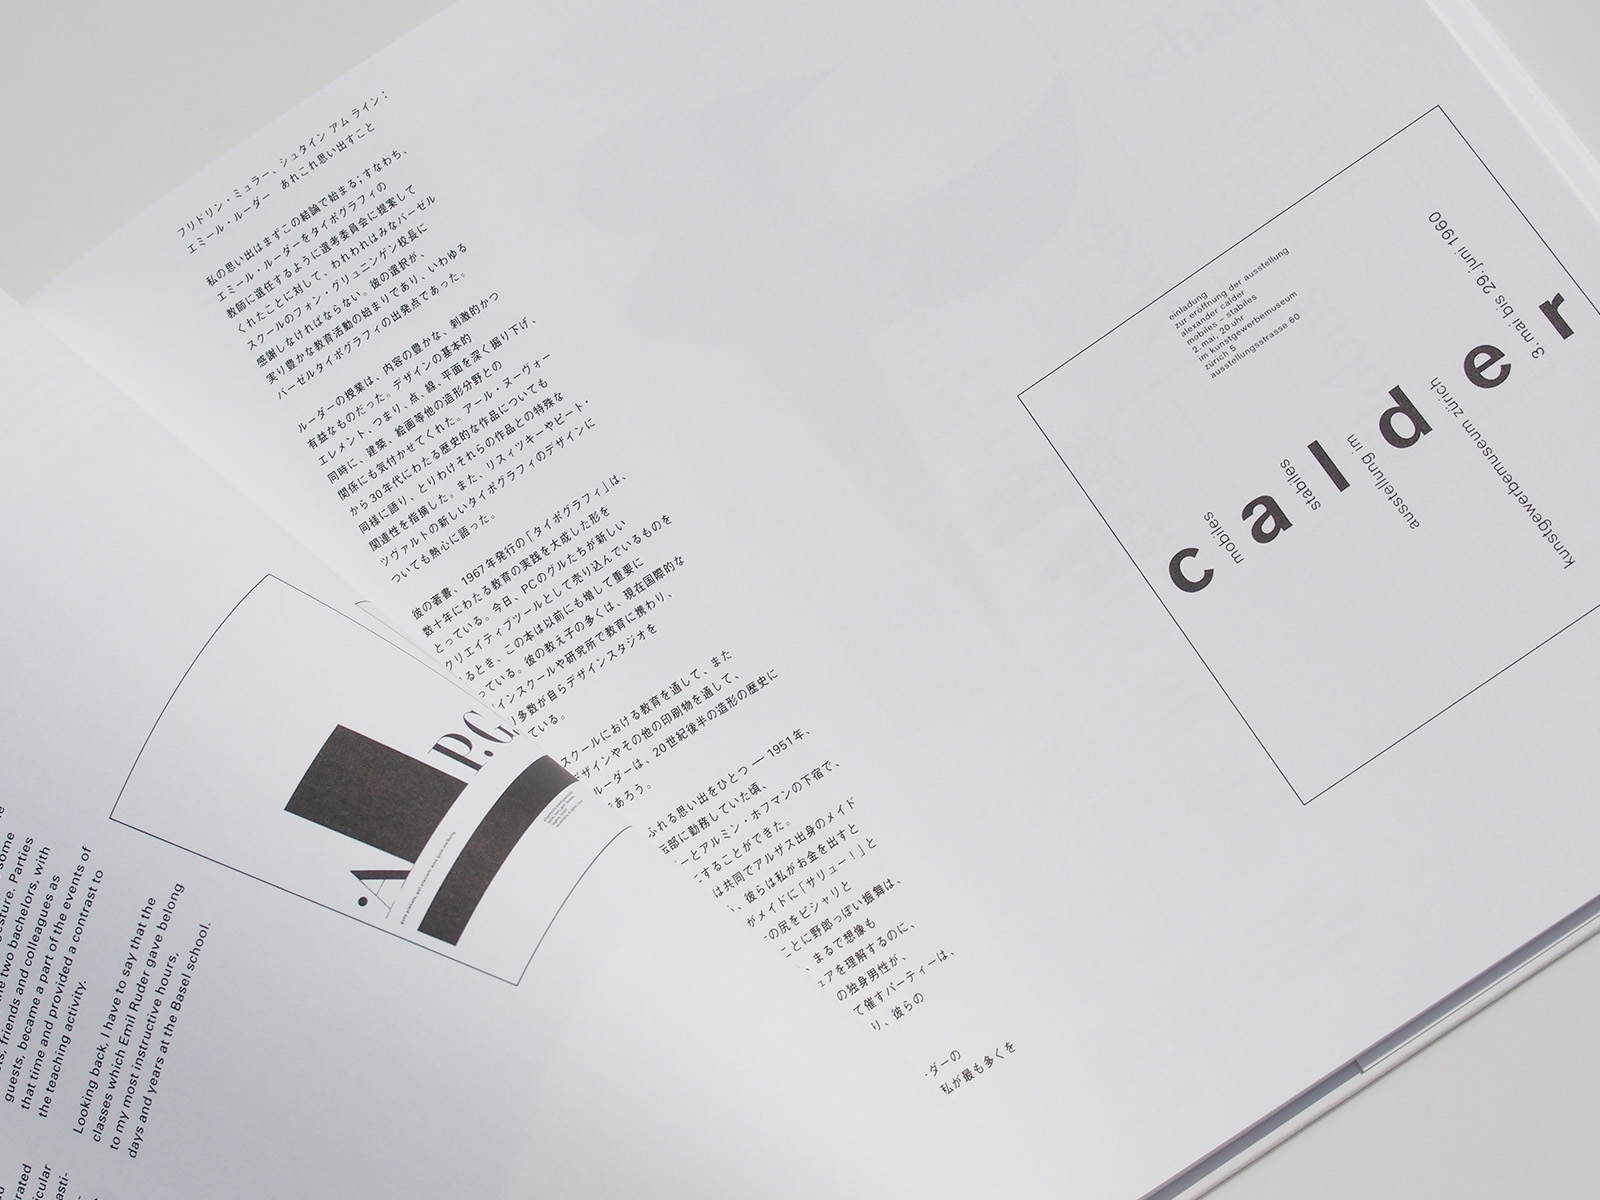 some
esture. Parties
the two bachelors, with
ts, friends and colleagues as
guests, became a part of the events of
that time and provided a contrast to
the teaching activity.
Looking back, I have to say that the
classes which Emil Ruder gave belong
to my most instructive hours,
days and years at the Basel school.
rated
icular
asti-
P.G.
A
フリドリン・ミュラー、シュタイン アム ライン:
エミール・ルーダー あれこれ思い出すこと
私の思い出はまずこの結論で始まる;すなわち、
エミール・ルーダーをタイポグラフィの
教師に選任するように選考委員会に提案して
くれたことに対して、われわれはみなバーゼル
スクールのフォン・グリュニンゲン校長に
感謝しなければならない。彼の選択が、
実り豊かな教育活動の始まりであり、いわゆる
バーゼルタイポグラフィの出発点であった。
ルーダーの授業は、内容の豊かな、刺激的かつ
有益なものだった。デザインの基本的
エレメント、つまり、点、線、平面を深く掘り下げ、
同時に、建築、絵画等他の造形分野との
関係にも気付かせてくれた。アール・ヌーヴォー
から30年代にわたる歴史的な作品についても
同様に語り、とりわけそれらの作品との特殊な
関連性を指摘した。また、リスィツキーやピート・
ツヴァルトの新しいタイポグラフィのデザインに
ついても熱心に語った。
彼の著書、1967年発行の「タイポグラフィ」は、
数十年にわたる教育の実践を大成した形を
とっている。今日、PCのグルたちが新しい
クリエイティブツールとして売り込んでいるものを
るとき、この本は以前にも増して重要に
っている。彼の教え子の多くは、現在国際的な
インスクールや研究所で教育に携わり、
り多数が自らデザインスタジオを
ている。
スクールにおける教育を通して、また
デザインやその他の印刷物を通して、
ルーダーは、20世紀後半の造形の歴史に
あろう。
ふれる思い出をひとつ — 1951年、
伝部に勤務していた頃、
ーとアルミン・ホフマンの下宿で、
にすることができた。
は共同でアルザス出身のメイド
、彼らは私がお金を出すと
がメイドに「サリュー!」と
の尻をピシャリと
ことに野郎っぽい振舞は、
、まるで想像も
ュアを理解するのに、
の独身男性が、
て催すパーティーは、
り、彼らの
ダーの
私が最も多くを
einladung
zur eröffnung der ausstellung
alexander calder
mobiles – stabiles
2. mai, 20 uhr
im kunstgewerbemuseum
zürich 5
ausstellungsstrasse 60
calder
mobiles
stabiles
ausstellung im
kunstgewerbemuseum zürich
3. mai bis 29. juni 1960